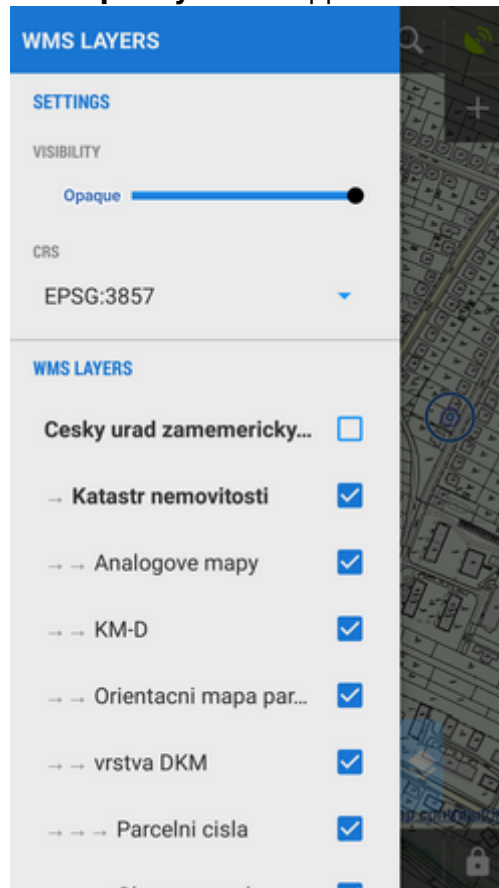 WMS LAYERS
SETTINGS
VISIBILITY
Opaque
CRS
EPSG:3857
WMS LAYERS
Cesky urad zamemericky...
→ Katastr nemovitosti
→ → Analogove mapy
→ → KM-D
→ → Orientacni mapa par...
→ → vrstva DKM
→ → → Parcelni cisla